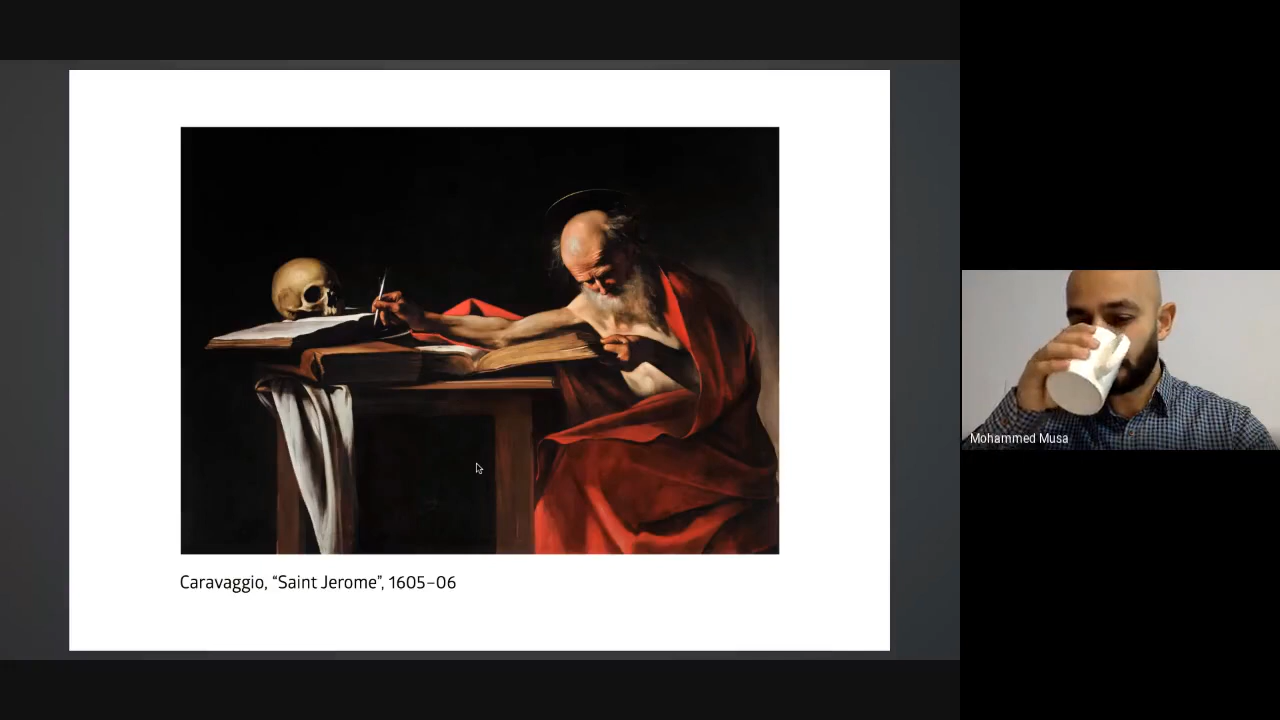 Caravaggio, “Saint Jerome”, 1605–06
Mohammed Musa